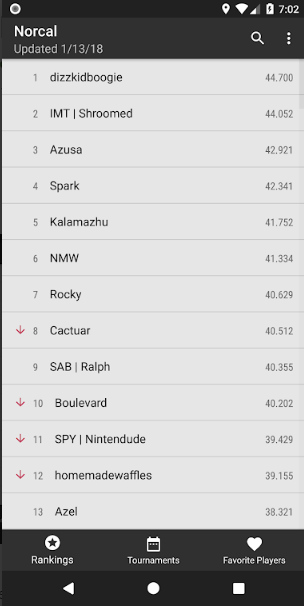 7:02
Norcal
Updated 1/13/18
1 dizzkidboogie 44.700
2 IMT | Shroomed 44.052
3 Azusa 42.921
4 Spark 42.341
5 Kalamazhu 41.752
6 NMW 41.334
7 Rocky 40.629
8 Cactuar 40.512
9 SAB | Ralph 40.355
10 Boulevard 40.202
11 SPY | Nintendude 39.429
12 homemadewaffles 39.155
13 Azel 38.321
Rankings Tournaments Favorite Players